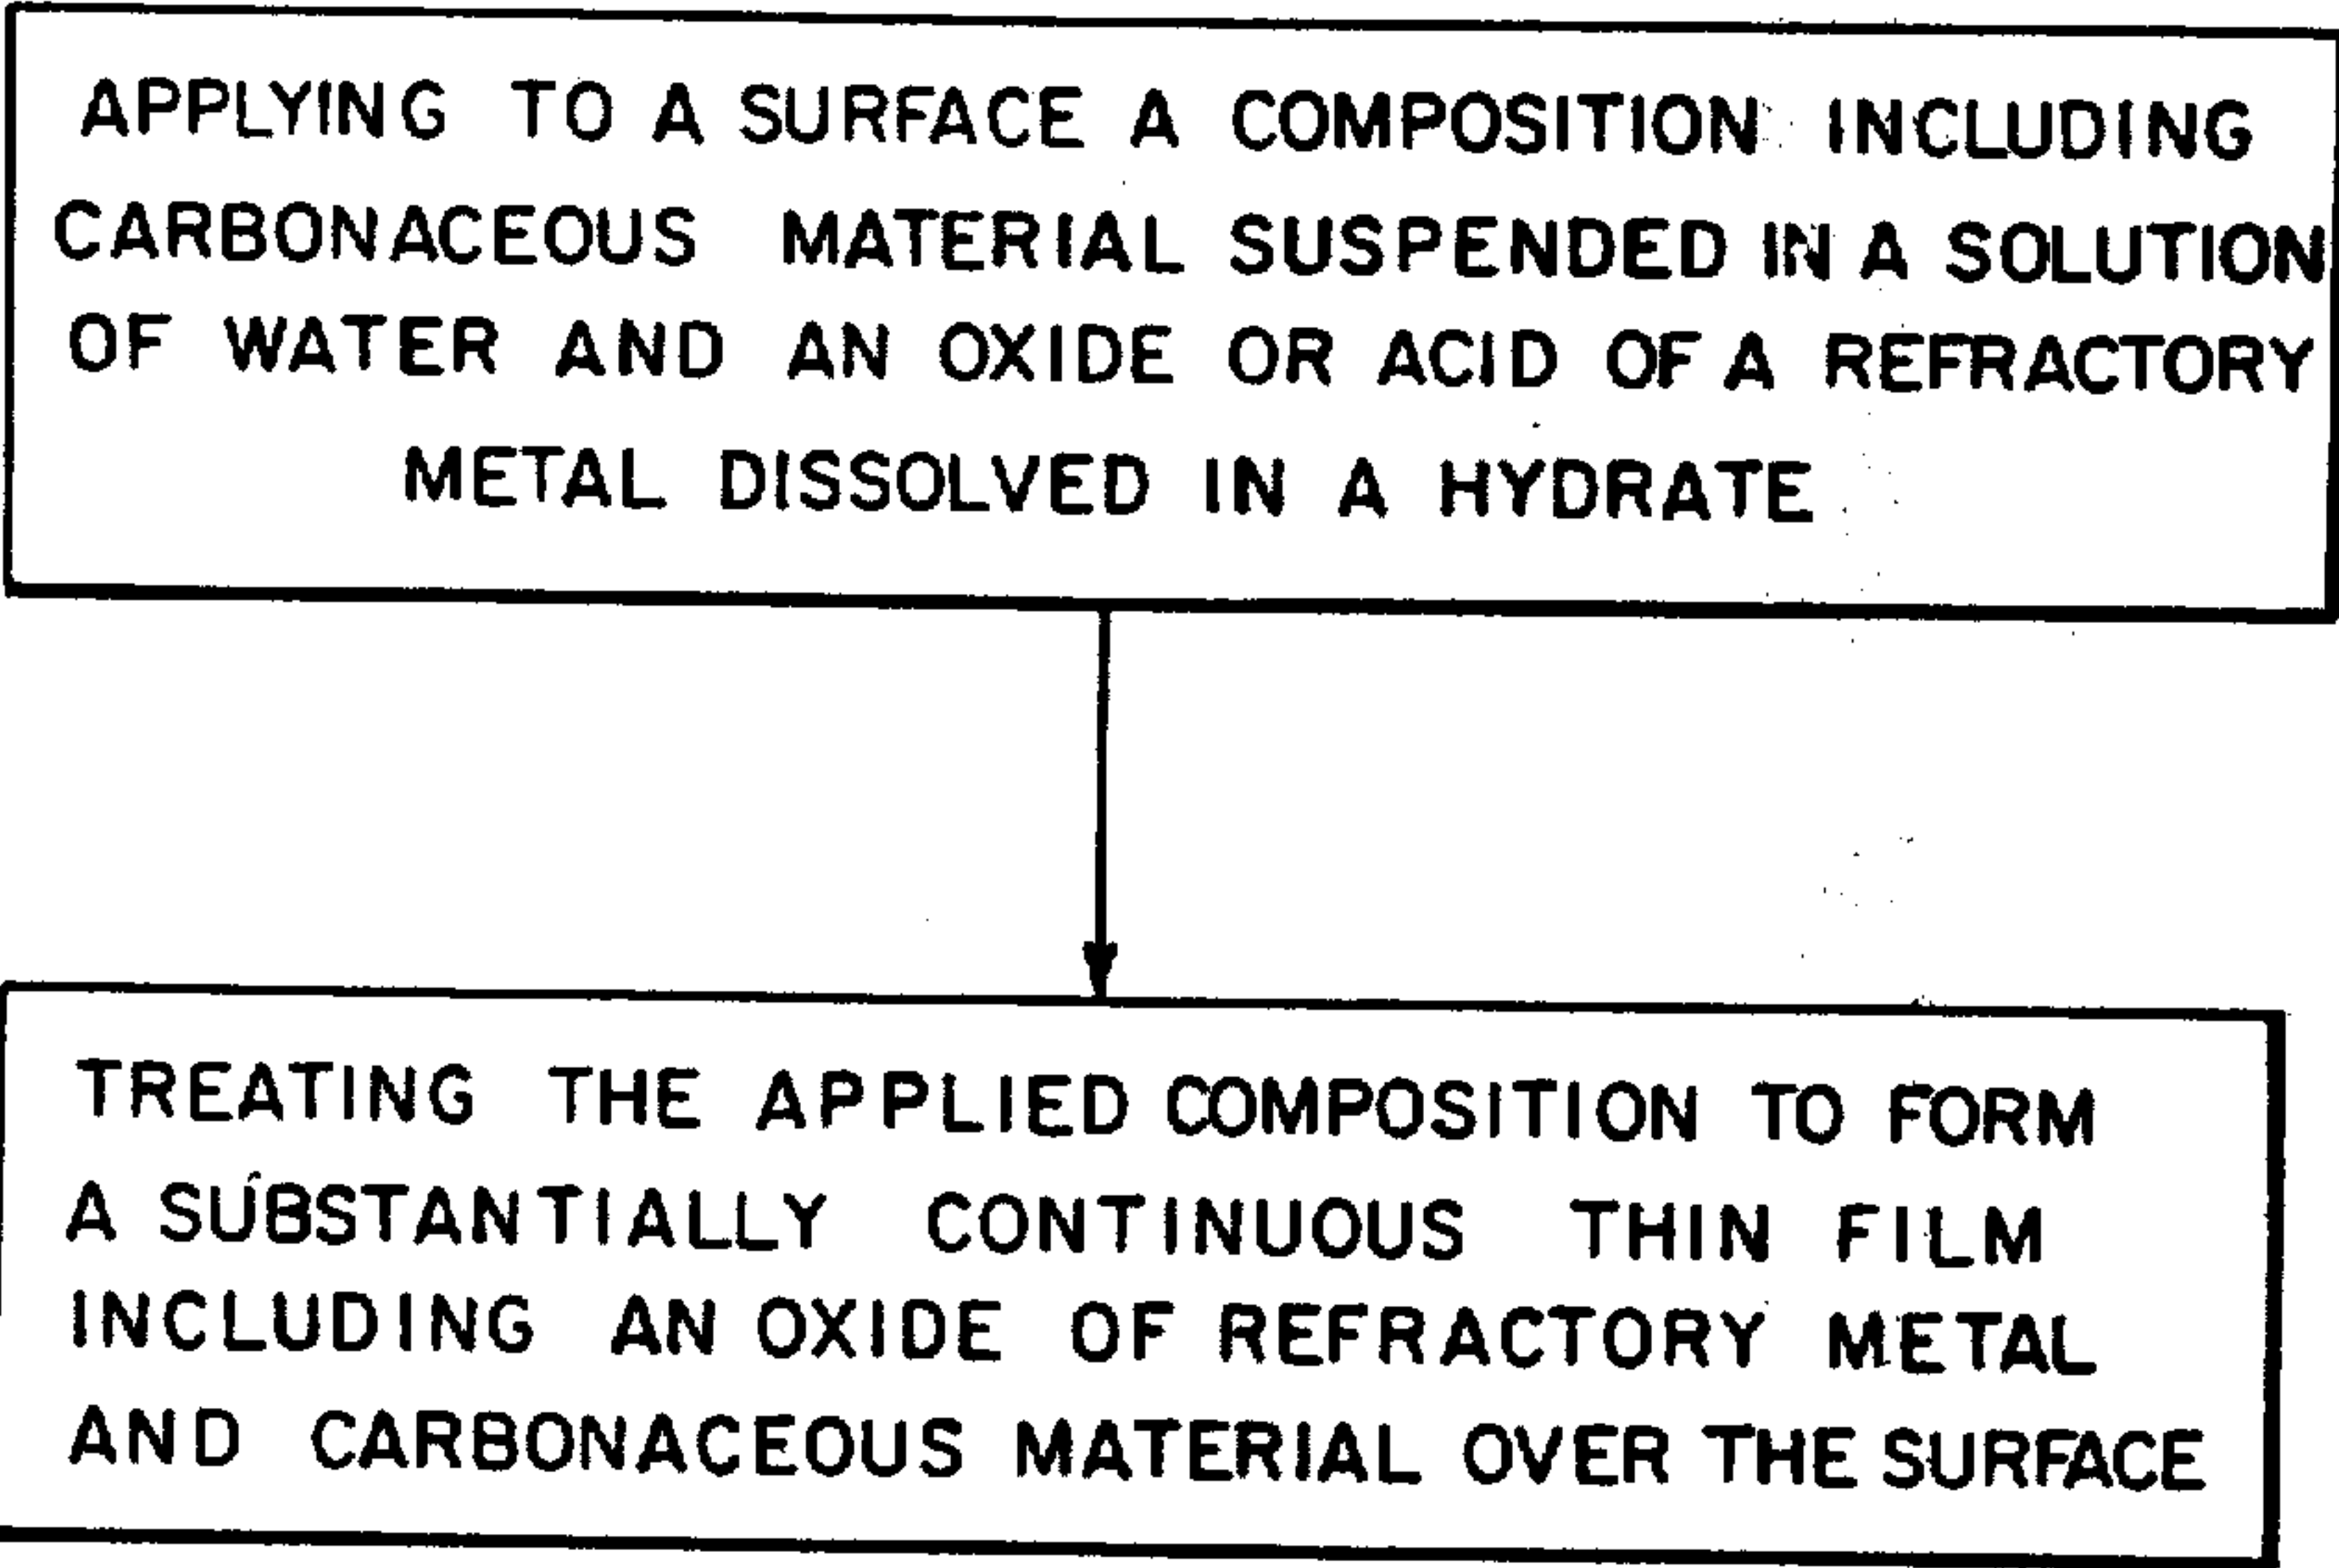 APPLYING TO A SURFACE A COMPOSITION INCLUDING
CARBONACEOUS MATERIAL SUSPENDED IN A SOLUTION
OF WATER AND AN OXIDE OR ACID OF A REFRACTORY
METAL DISSOLVED IN A HYDRATE
TREATING THE APPLIED COMPOSITION TO FORM
A SUBSTANTIALLY CONTINUOUS THIN FILM
INCLUDING AN OXIDE OF REFRACTORY METAL
AND CARBONACEOUS MATERIAL OVER THE SURFACE